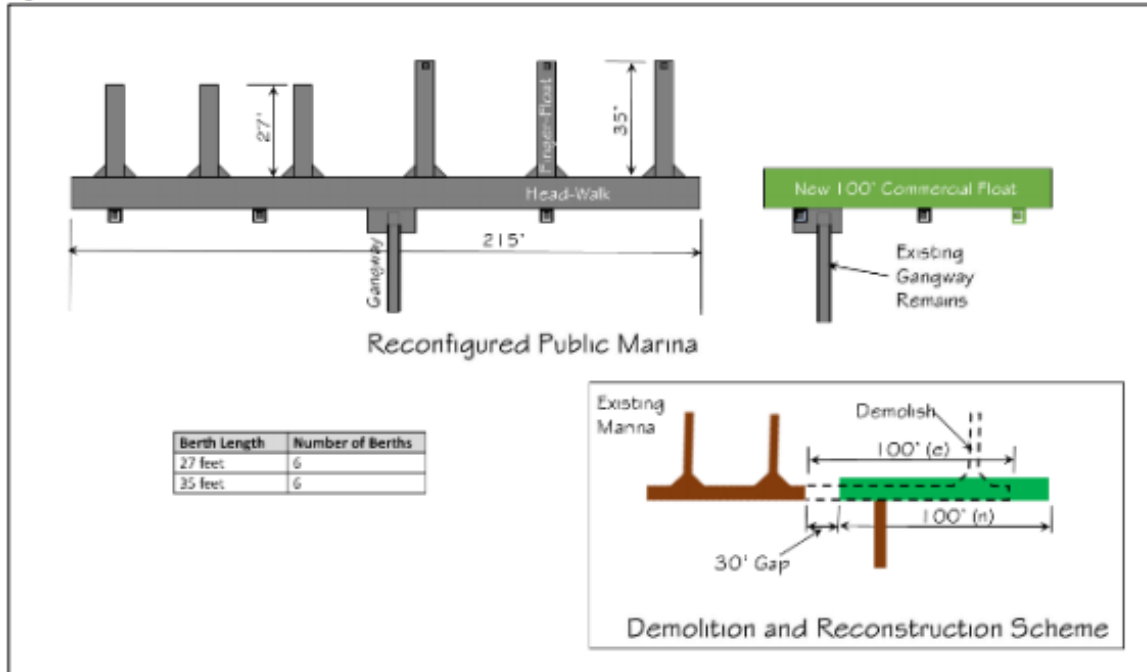 27'
Finger-Float
35'
Head-Walk
New 100' Commercial Float
215'
Gangway
Existing
Gangway
Remains
Reconfigured Public Marina
Berth Length Number of Berths
27 feet 6
35 feet 6
Existing
Marina
Demolish
100' (e)
100' (n)
30' Gap
Demolition and Reconstruction Scheme